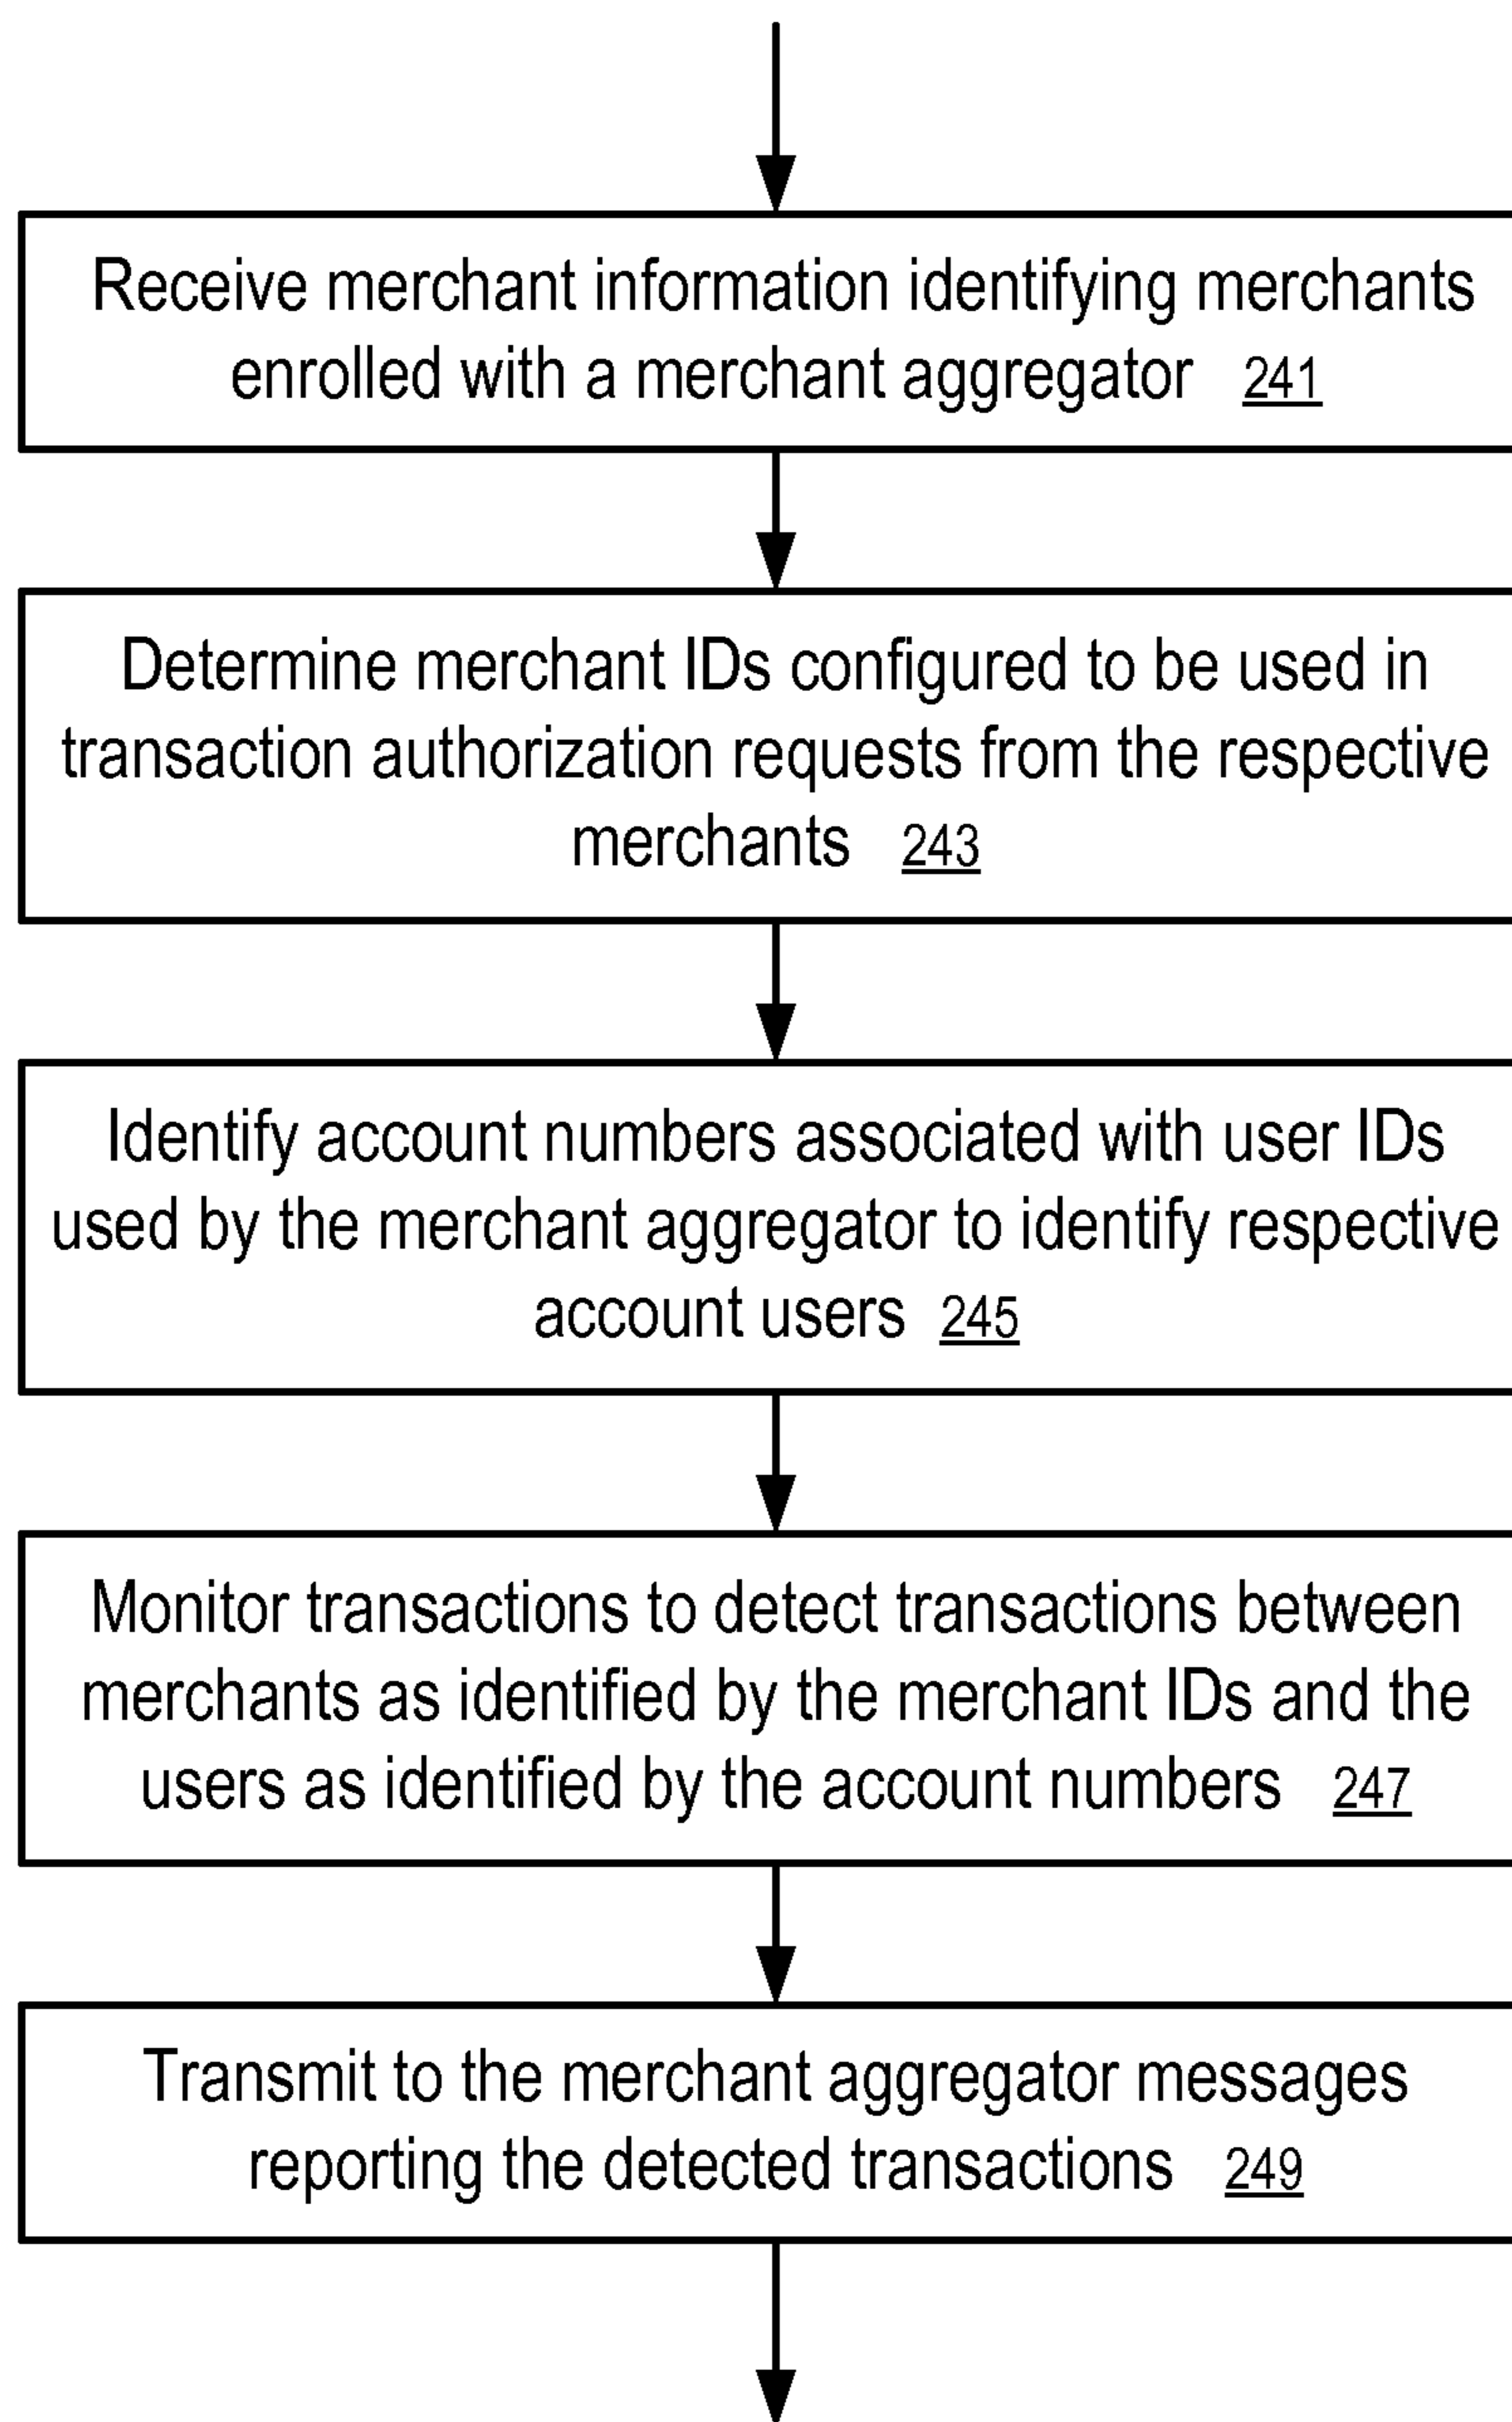 Receive merchant information identifying merchants
enrolled with a merchant aggregator 241
Determine merchant IDs configured to be used in
transaction authorization requests from the respective
merchants 243
Identify account numbers associated with user IDs
used by the merchant aggregator to identify respective
account users 245
Monitor transactions to detect transactions between
merchants as identified by the merchant IDs and the
users as identified by the account numbers 247
Transmit to the merchant aggregator messages
reporting the detected transactions 249